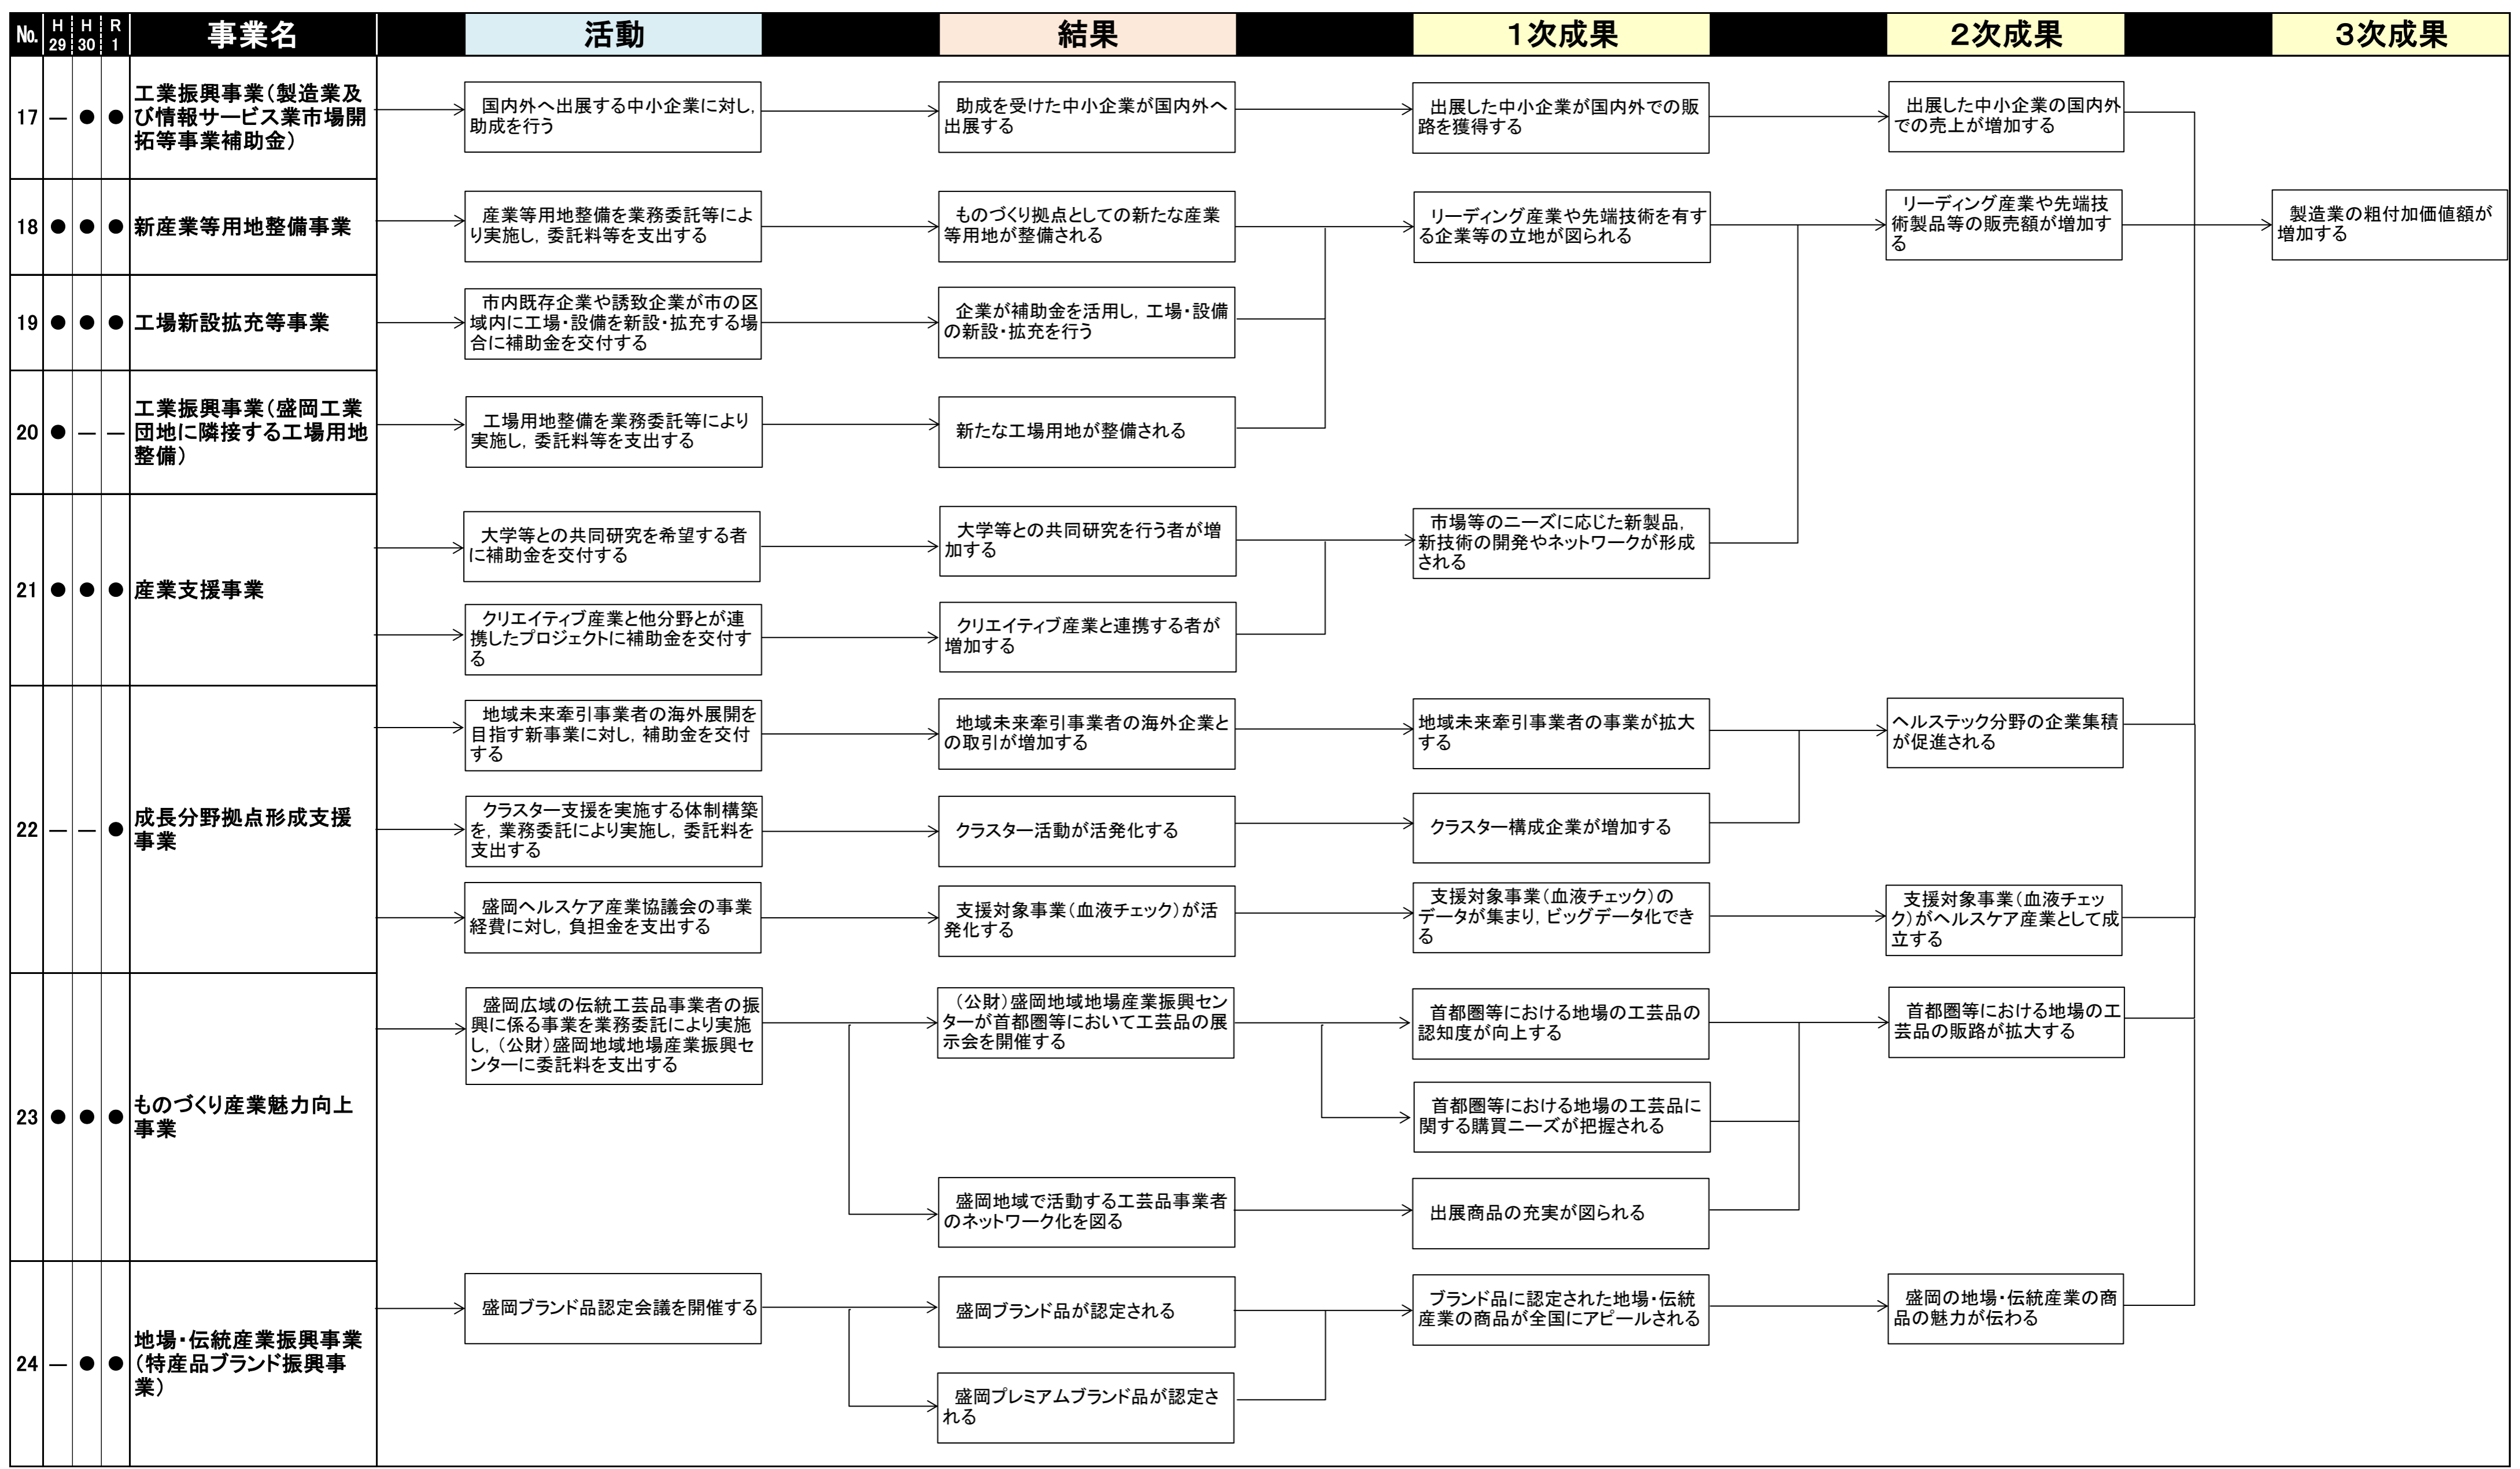 No. H29 H30 R1 事業名 活動 結果 1次成果 2次成果 3次成果
17 ― ● ●
工業振興事業（製造業及
び情報サービス業市場開
拓等事業補助金）
国内外へ出展する中小企業に対し，
助成を行う
助成を受けた中小企業が国内外へ
出展する
出展した中小企業が国内外での販
路を獲得する
出展した中小企業の国内外
での売上が増加する
18 ● ● ●
新産業等用地整備事業
産業等用地整備を業務委託等によ
り実施し，委託料等を支出する
ものづくり拠点としての新たな産業
等用地が整備される
リーディング産業や先端技術を有す
る企業等の立地が図られる
リーディング産業や先端技
術製品等の販売額が増加す
る
製造業の粗付加価値額が
増加する
19 ● ● ●
工場新設拡充等事業
市内既存企業や誘致企業が市の区
域内に工場・設備を新設・拡充する場
合に補助金を交付する
企業が補助金を活用し，工場・設備
の新設・拡充を行う
20 ● ― ―
工業振興事業（盛岡工業
団地に隣接する工場用地
整備）
工場用地整備を業務委託等により
実施し，委託料等を支出する
新たな工場用地が整備される
21 ● ● ●
産業支援事業
大学等との共同研究を希望する者
に補助金を交付する
大学等との共同研究を行う者が増
加する
市場等のニーズに応じた新製品，
新技術の開発やネットワークが形成
される
クリエイティブ産業と他分野とが連
携したプロジェクトに補助金を交付す
る
クリエイティブ産業と連携する者が
増加する
22 ― ― ●
成長分野拠点形成支援
事業
地域未来牽引事業者の海外展開を
目指す新事業に対し，補助金を交付
する
地域未来牽引事業者の海外企業と
の取引が増加する
地域未来牽引事業者の事業が拡大
する
ヘルステック分野の企業集積
が促進される
クラスター支援を実施する体制構築
を，業務委託により実施し，委託料を
支出する
クラスター活動が活発化する
クラスター構成企業が増加する
盛岡ヘルスケア産業協議会の事業
経費に対し，負担金を支出する
支援対象事業（血液チェック）が活
発化する
支援対象事業（血液チェック）の
データが集まり，ビッグデータ化でき
る
支援対象事業（血液チェッ
ク）がヘルスケア産業として成
立する
23 ● ● ●
ものづくり産業魅力向上
事業
盛岡広域の伝統工芸品事業者の振
興に係る事業を業務委託により実施
し，（公財）盛岡地域地場産業振興セ
ンターに委託料を支出する
（公財）盛岡地域地場産業振興セン
ターが首都圏等において工芸品の展
示会を開催する
首都圏等における地場の工芸品の
認知度が向上する
首都圏等における地場の工
芸品の販路が拡大する
首都圏等における地場の工芸品に
関する購買ニーズが把握される
盛岡地域で活動する工芸品事業者
のネットワーク化を図る
出展商品の充実が図られる
24 ― ● ●
地場・伝統産業振興事業
（特産品ブランド振興事
業）
盛岡ブランド品認定会議を開催する
盛岡ブランド品が認定される
ブランド品に認定された地場・伝統
産業の商品が全国にアピールされる
盛岡の地場・伝統産業の商
品の魅力が伝わる
盛岡プレミアムブランド品が認定さ
れる